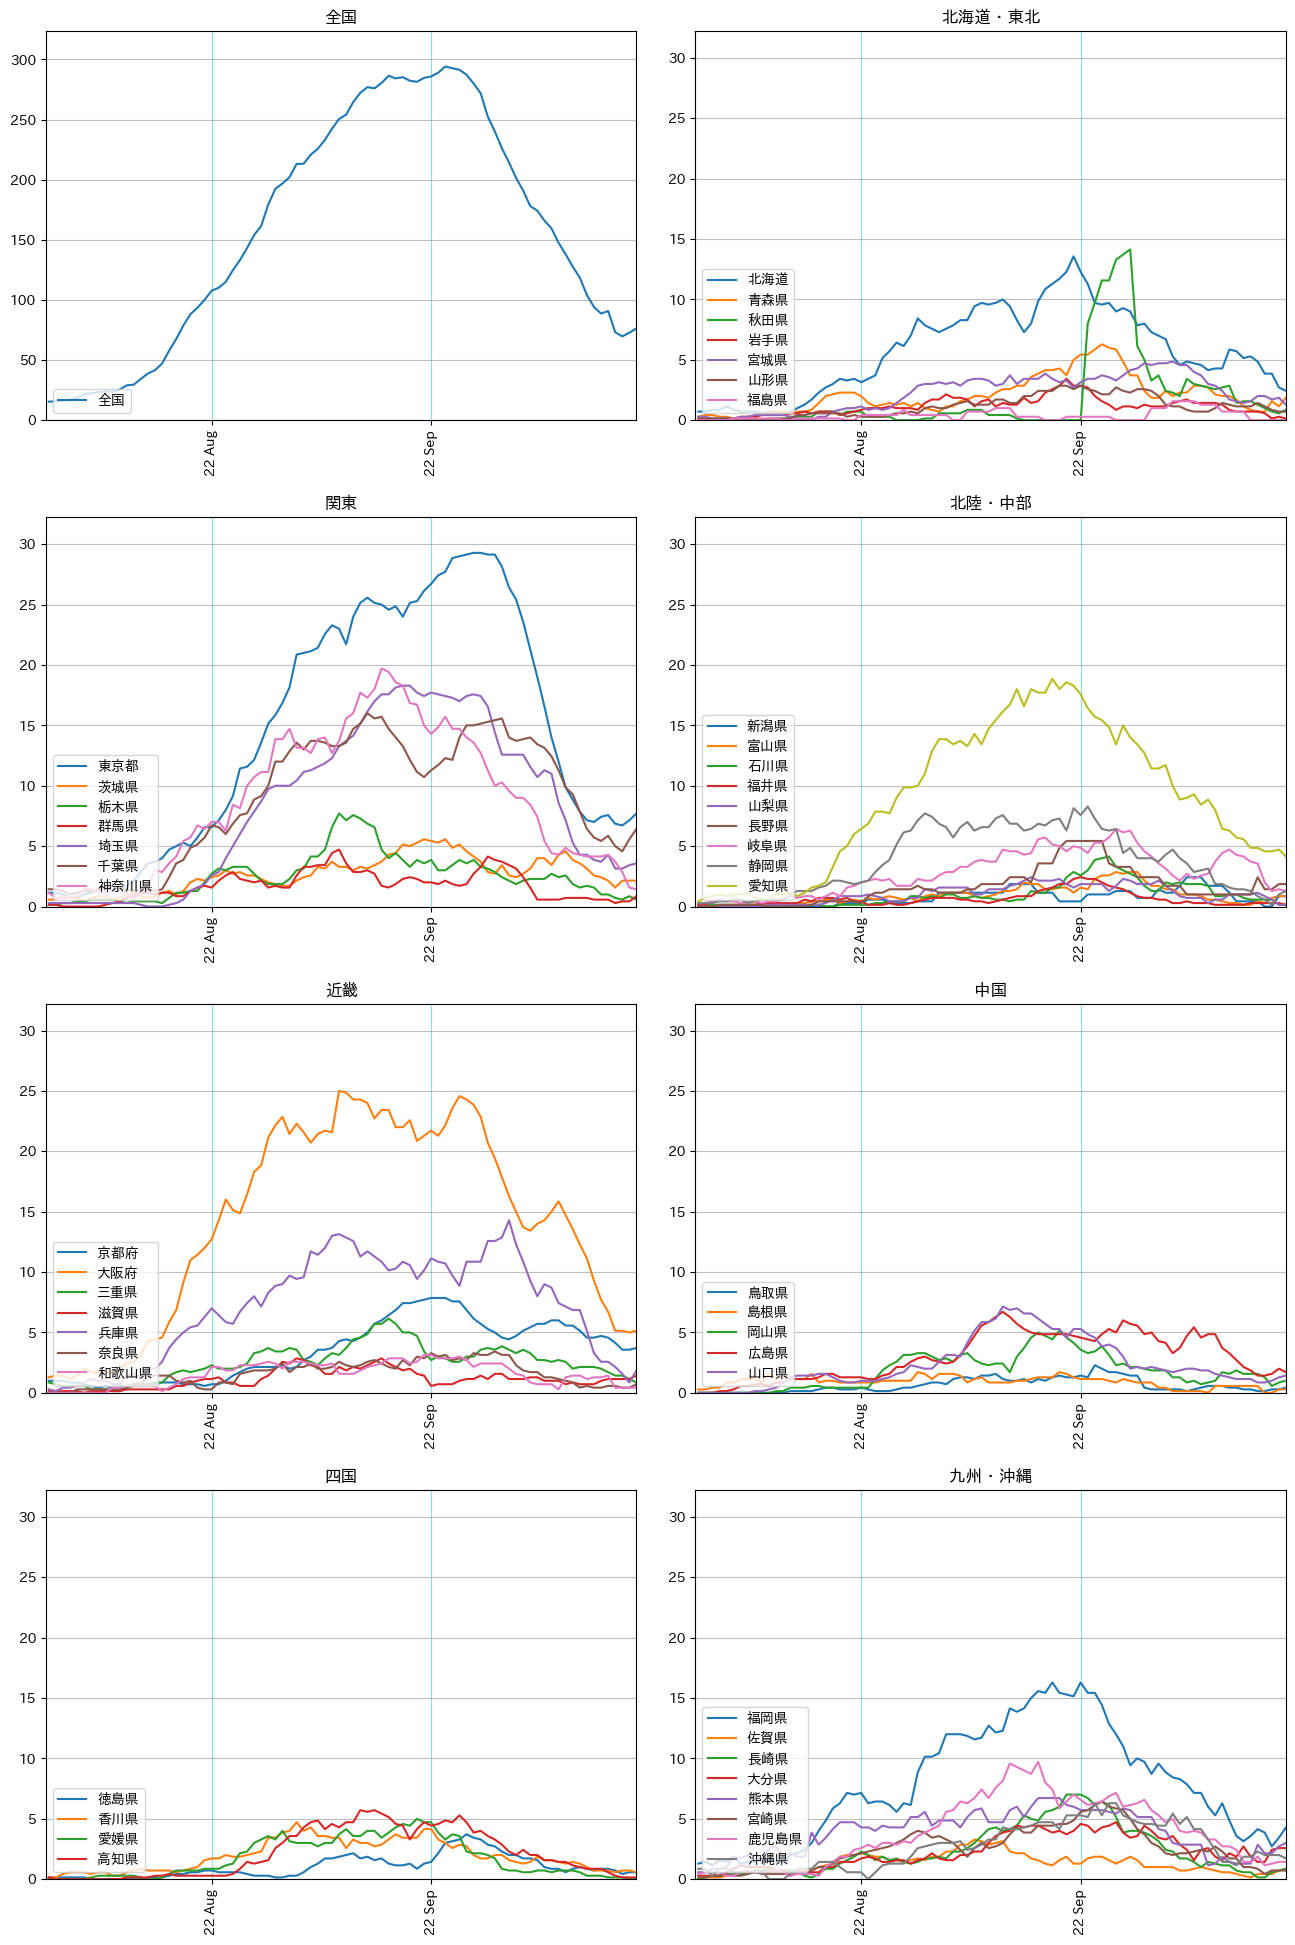 全国
300
250
200
150
100
50
0
全国
22 Aug
22 Sep
北海道・東北
30
25
20
15
10
5
0
北海道
青森県
秋田県
岩手県
宮城県
山形県
福島県
22 Aug
22 Sep
関東
30
25
20
15
10
5
0
東京都
茨城県
栃木県
群馬県
埼玉県
千葉県
神奈川県
22 Aug
22 Sep
北陸・中部
30
25
20
15
10
5
0
新潟県
富山県
石川県
福井県
山梨県
長野県
岐阜県
静岡県
愛知県
22 Aug
22 Sep
近畿
30
25
20
15
10
5
0
京都府
大阪府
三重県
滋賀県
兵庫県
奈良県
和歌山県
22 Aug
22 Sep
中国
30
25
20
15
10
5
0
鳥取県
島根県
岡山県
広島県
山口県
22 Aug
22 Sep
四国
30
25
20
15
10
5
0
徳島県
香川県
愛媛県
高知県
22 Aug
22 Sep
九州・沖縄
30
25
20
15
10
5
0
福岡県
佐賀県
長崎県
大分県
熊本県
宮崎県
鹿児島県
沖縄県
22 Aug
22 Sep